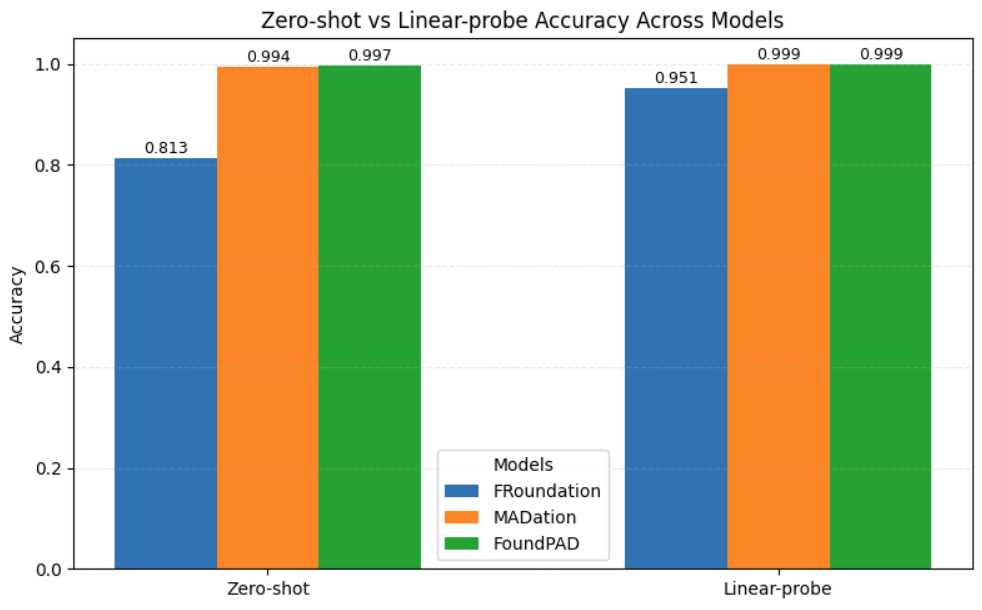 Zero-shot vs Linear-probe Accuracy Across Models
Accuracy
1.0
0.8
0.6
0.4
0.2
0.0
0.813
0.994
0.997
0.951
0.999
0.999
Models
FRoundation
MADation
FoundPAD
Zero-shot
Linear-probe